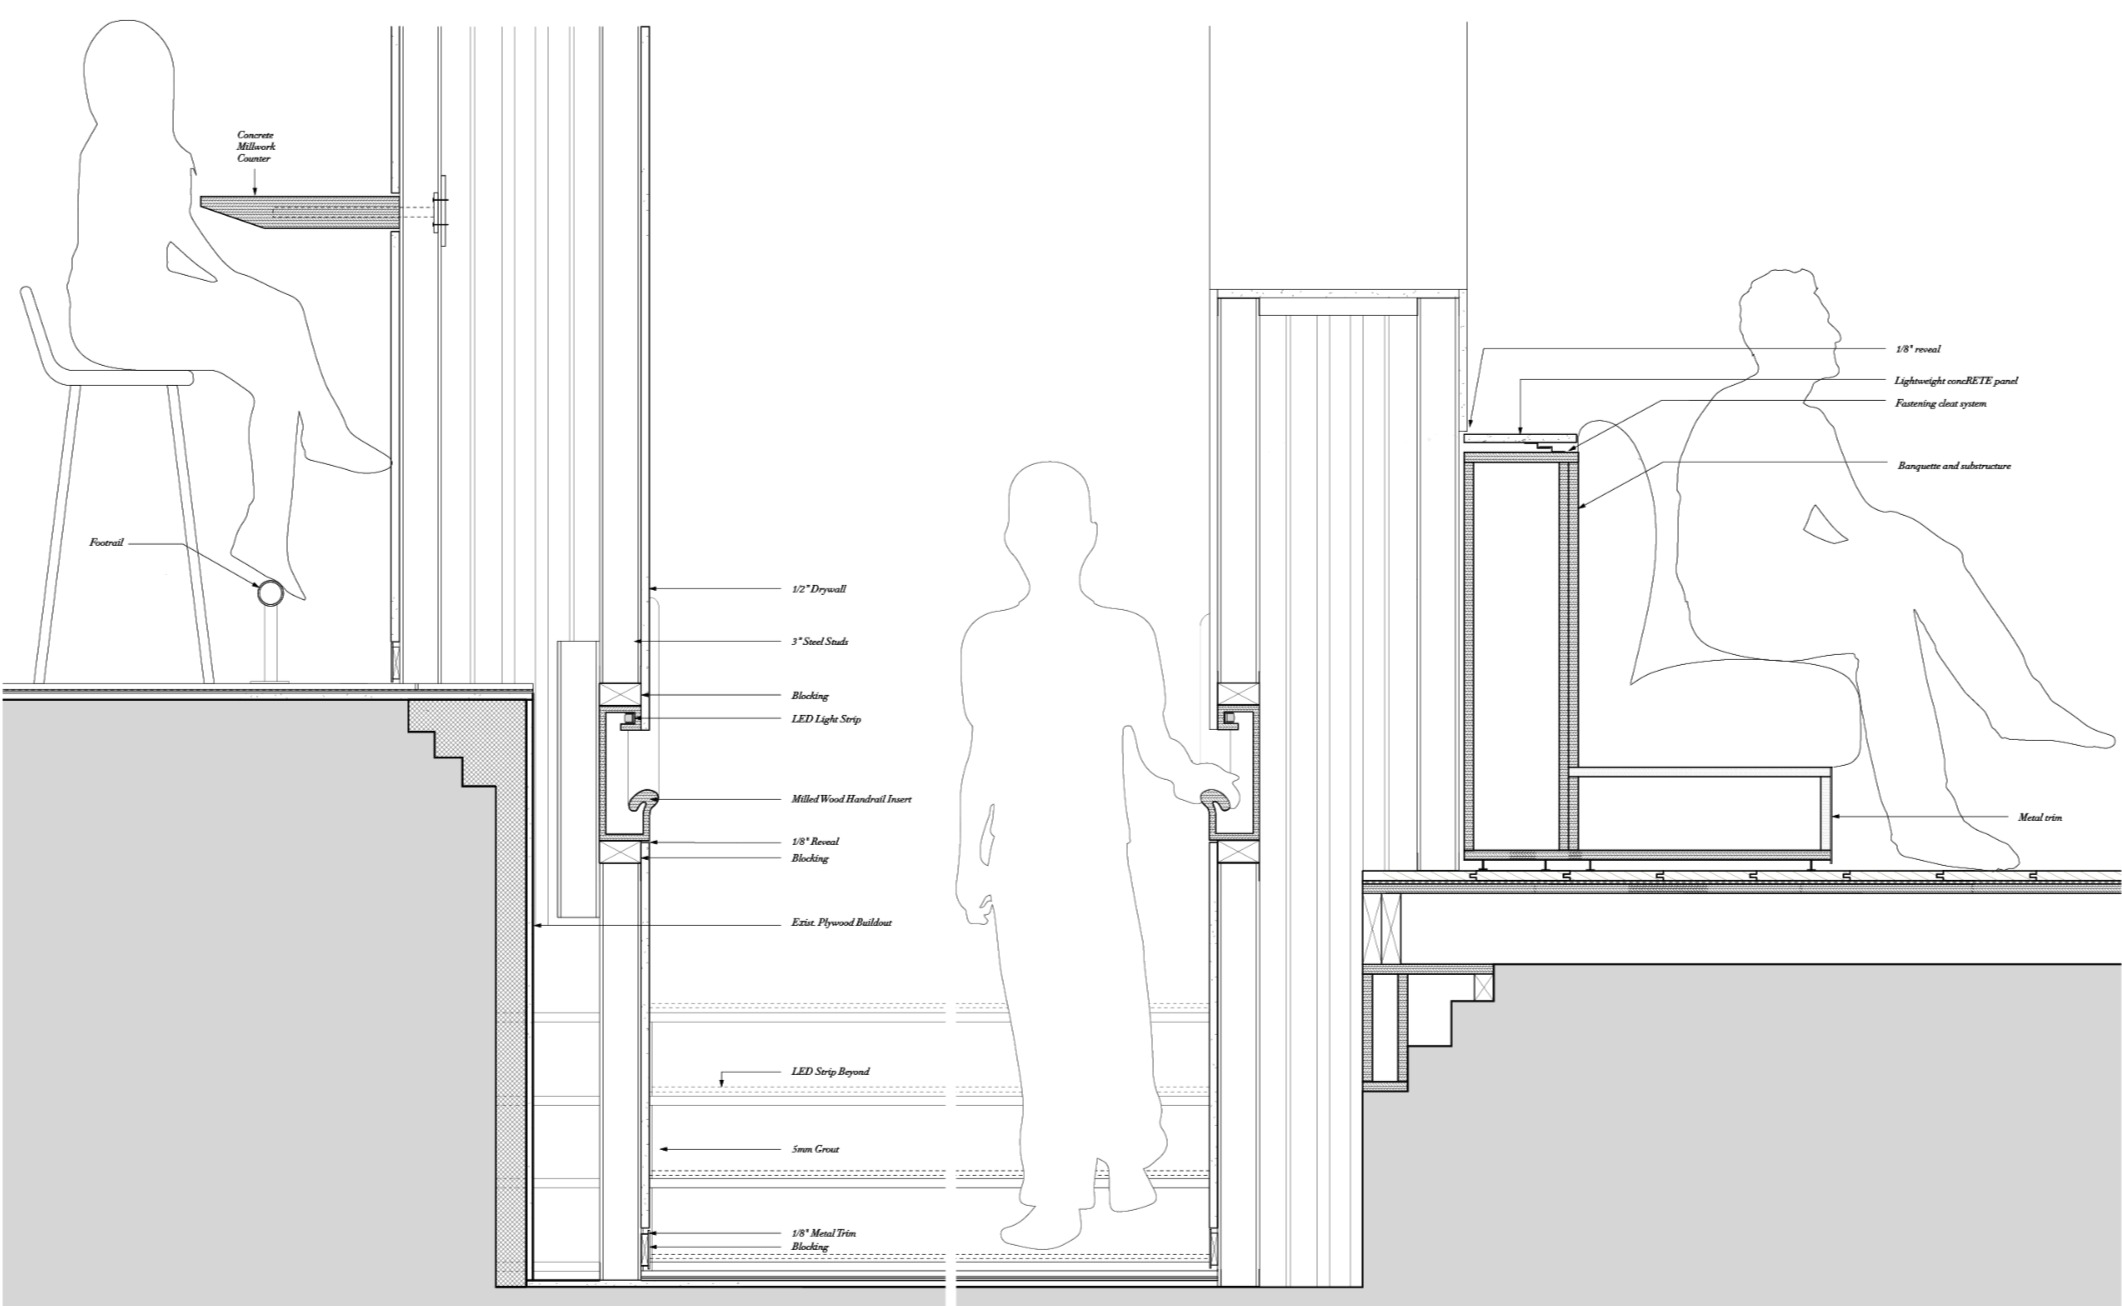 Concrete
Millwork
Counter
Footrail
1/2" Drywall
3" Steel Studs
Blocking
LED Light Strip
Milled Wood Handrail Insert
1/8" Reveal
Blocking
Exist. Plywood Buildout
LED Strip Beyond
5mm Grout
1/8" Metal Trim
Blocking
1/8" reveal
Lightweight concRETE panel
Fastening cleat system
Banquette and substructure
Metal trim